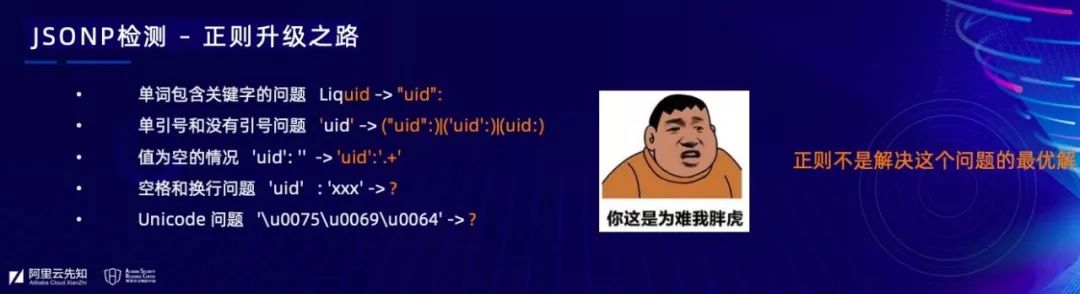 JSONP检测 – 正则升级之路
• 单词包含关键字的问题 Liquid -> "uid":
• 单引号和没有引号问题 'uid' -> ("uid":)|('uid':)|(uid:)
• 值为空的情况 'uid': '' -> 'uid':'.+'
• 空格和换行问题 'uid' : 'xxx' -> ?
• Unicode 问题 '\u0075\u0069\u0064' -> ?
你这是为难我胖虎
正则不是解决这个问题的最优解
阿里云先知
Alibaba Cloud XianZhi
Alibaba Security
Response Center